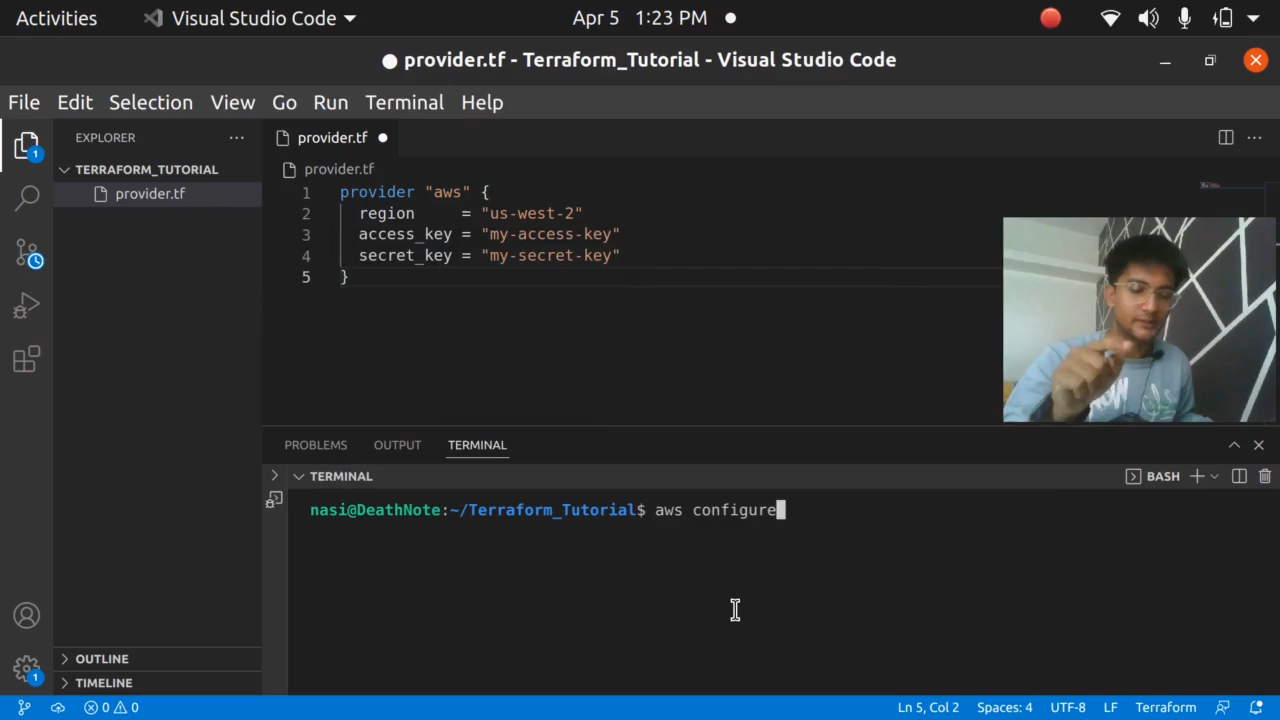 Activities Visual Studio Code Apr 5 1:23 PM
provider.tf - Terraform_Tutorial - Visual Studio Code
File Edit Selection View Go Run Terminal Help
EXPLORER
provider.tf
TERRAFORM_TUTORIAL
provider.tf
provider.tf
1 provider "aws" {
2 region = "us-west-2"
3 access_key = "my-access-key"
4 secret_key = "my-secret-key"
5 }
PROBLEMS OUTPUT TERMINAL
TERMINAL
BASH
nasi@DeathNote:~/Terraform_Tutorial$ aws configure
OUTLINE
TIMELINE
1
1
0 0
Ln 5, Col 2 Spaces: 4 UTF-8 LF Terraform